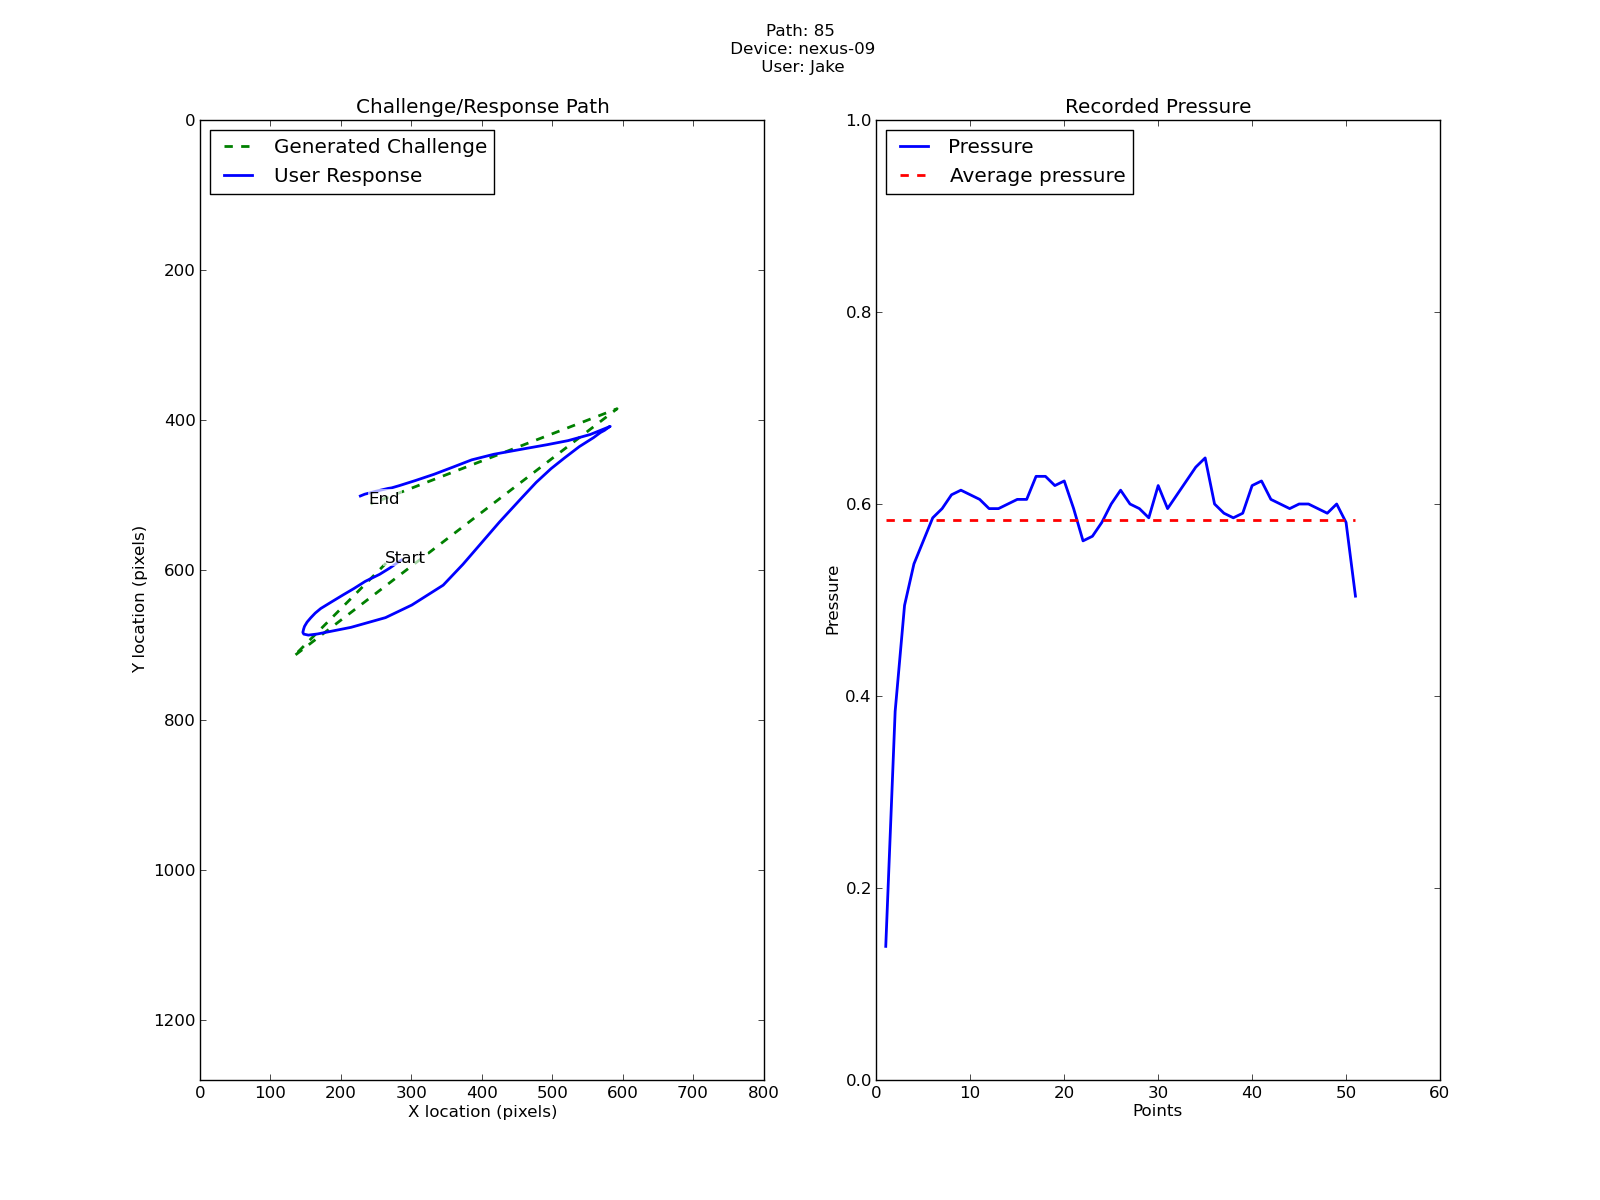 Path: 85
Device: nexus-09
User: Jake
Challenge/Response Path
Generated Challenge
User Response
0
200
400
600
800
1000
1200
Y location (pixels)
End
Start
0 100 200 300 400 500 600 700 800
X location (pixels)
Recorded Pressure
Pressure
Average pressure
1.0
0.8
0.6
0.4
0.2
0.0
Pressure
0 10 20 30 40 50 60
Points